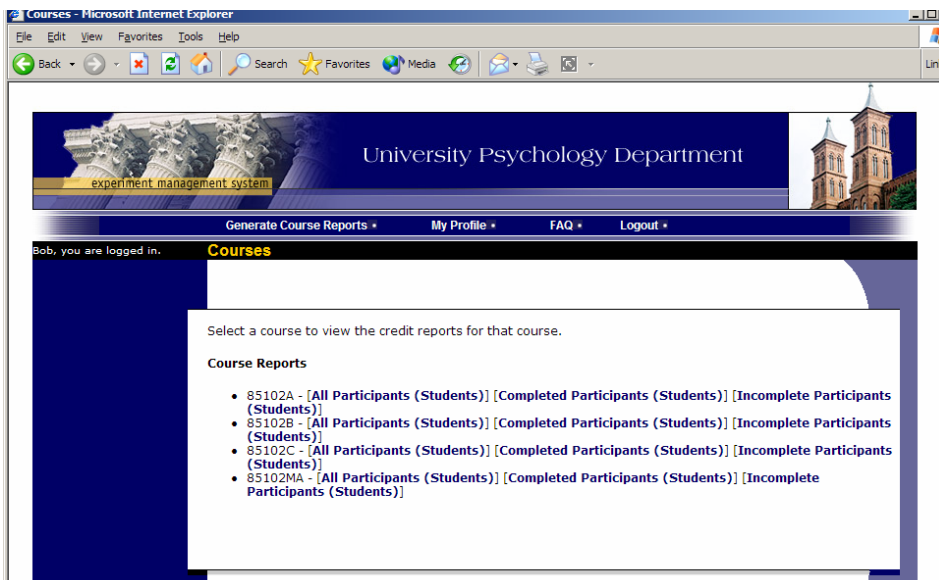 Courses - Microsoft Internet Explorer
File Edit View Favorites Tools Help
Back Search Favorites Media
Lin
University Psychology Department
experiment management system
Generate Course Reports My Profile FAQ Logout
Bob, you are logged in. Courses
Select a course to view the credit reports for that course.
Course Reports
• 85102A - [All Participants (Students)] [Completed Participants (Students)] [Incomplete Participants
(Students)]
• 85102B - [All Participants (Students)] [Completed Participants (Students)] [Incomplete Participants
(Students)]
• 85102C - [All Participants (Students)] [Completed Participants (Students)] [Incomplete Participants
(Students)]
• 85102MA - [All Participants (Students)] [Completed Participants (Students)] [Incomplete
Participants (Students)]